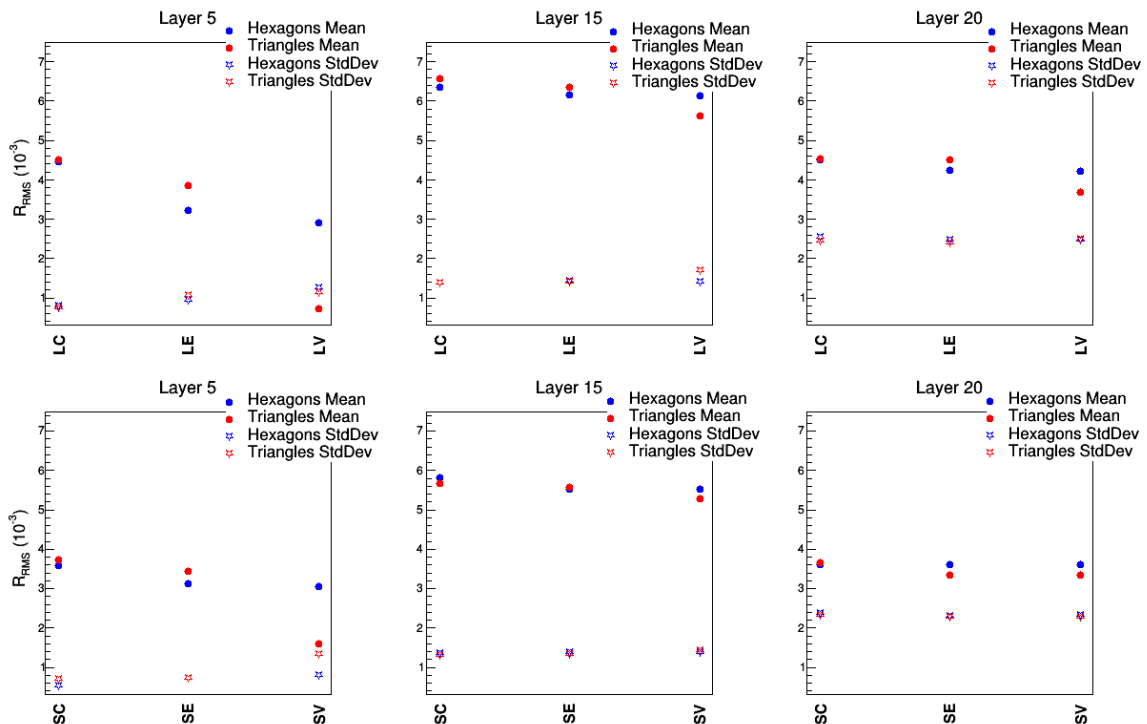 Layer 5
Hexagons Mean
Triangles Mean
Hexagons StdDev
Triangles StdDev
R_RMS (10^-3)
7
6
5
4
3
2
1
LC
LE
LV
Layer 15
Hexagons Mean
Triangles Mean
Hexagons StdDev
Triangles StdDev
7
6
5
4
3
2
1
LC
LE
LV
Layer 20
Hexagons Mean
Triangles Mean
Hexagons StdDev
Triangles StdDev
7
6
5
4
3
2
1
LC
LE
LV
Layer 5
Hexagons Mean
Triangles Mean
Hexagons StdDev
Triangles StdDev
R_RMS (10^-3)
7
6
5
4
3
2
1
SC
SE
SV
Layer 15
Hexagons Mean
Triangles Mean
Hexagons StdDev
Triangles StdDev
7
6
5
4
3
2
1
SC
SE
SV
Layer 20
Hexagons Mean
Triangles Mean
Hexagons StdDev
Triangles StdDev
7
6
5
4
3
2
1
SC
SE
SV